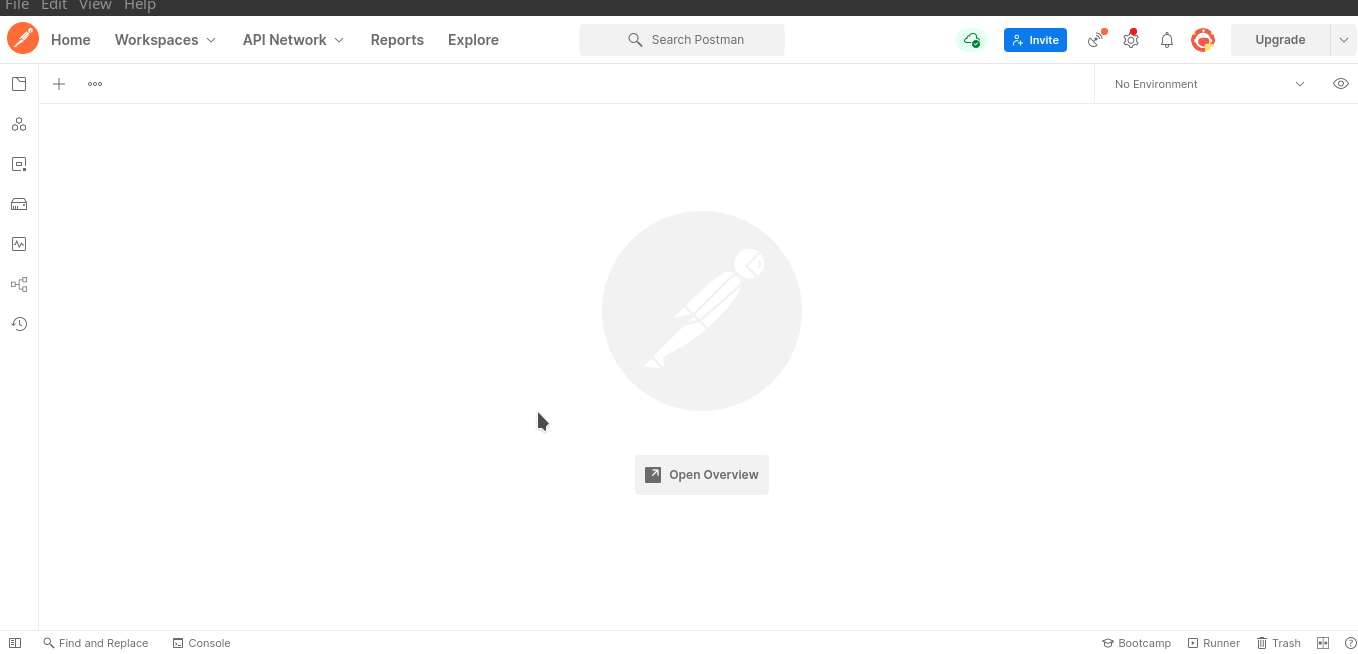 File Edit View Help
Home Workspaces API Network Reports Explore Search Postman Invite Upgrade
No Environment
Open Overview
Find and Replace Console Bootcamp Runner Trash